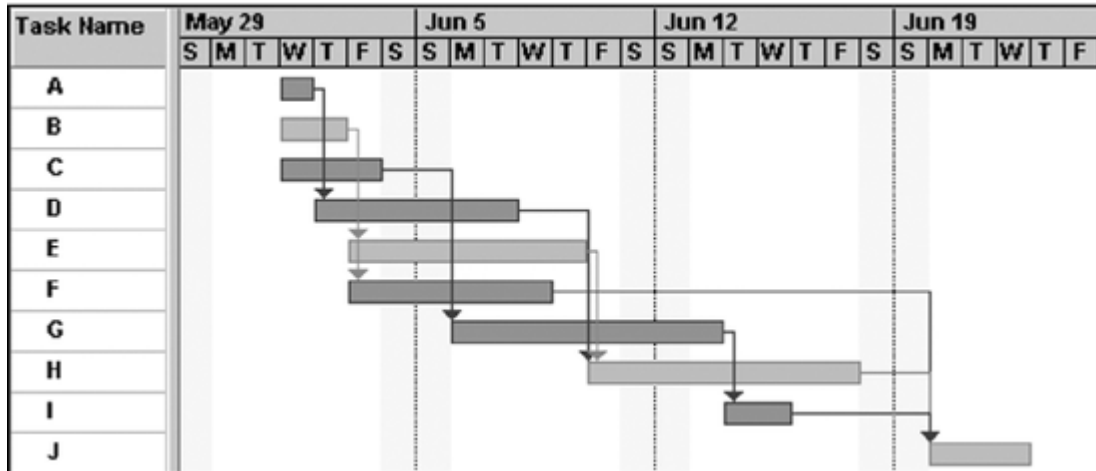 Task Name May 29 Jun 5 Jun 12 Jun 19
S M T W T F S S M T W T F S S M T W T F S S M T W T F
A
B
C
D
E
F
G
H
I
J